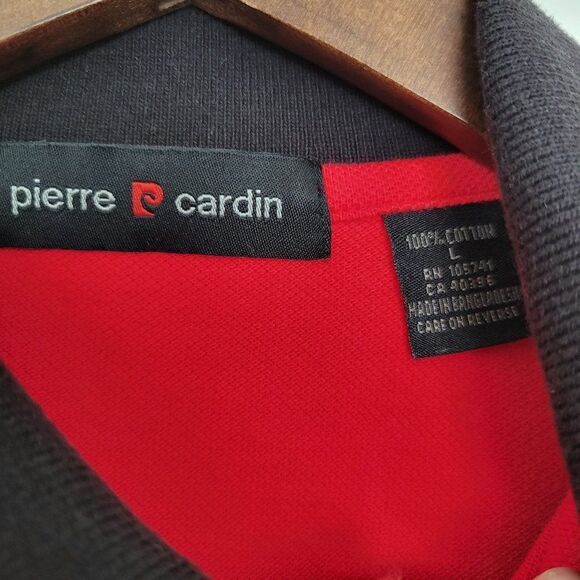 pierre cardin
100% COTTON
L
RN 105741
CA 40396
MADE IN BANGLADESH
CARE ON REVERSE